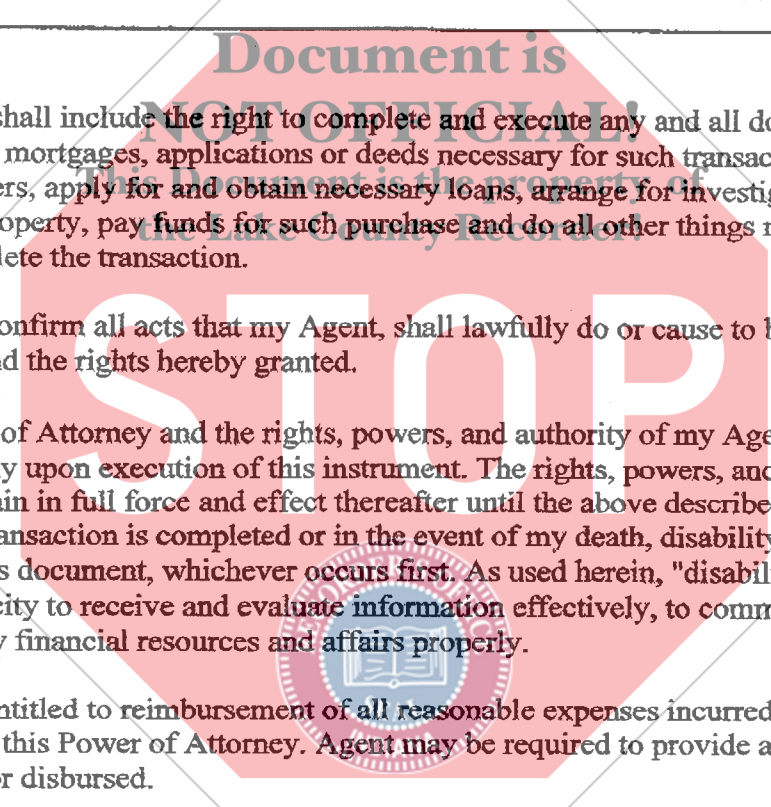 Document is
NOT OFFICIAL!
This Document is the property of
the Lake County Recorder!
STOP
shall include the right to complete and execute any and all do
mortgages, applications or deeds necessary for such transac
ers, apply for and obtain necessary loans, arrange for investig
operty, pay funds for such purchase and do all other things
lete the transaction.
onfirm all acts that my Agent, shall lawfully do or cause to b
d the rights hereby granted.
of Attorney and the rights, powers, and authority of my Age
y upon execution of this instrument. The rights, powers, and
in in full force and effect thereafter until the above describe
ansaction is completed or in the event of my death, disability
s document, whichever occurs first. As used herein, "disabil
city to receive and evaluate information effectively, to comm
y financial resources and affairs properly.
ntitled to reimbursement of all reasonable expenses incurred
this Power of Attorney. Agent may be required to provide a
r disbursed.